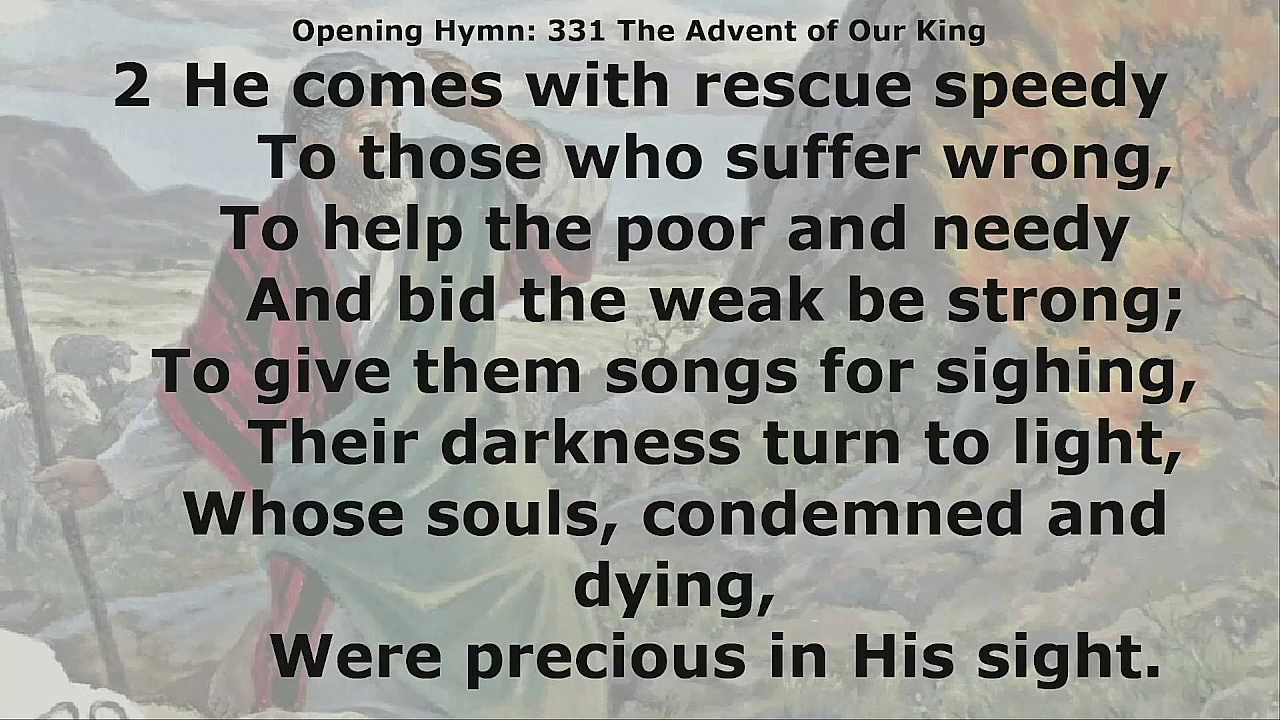 Opening Hymn: 331 The Advent of Our King
2 He comes with rescue speedy
To those who suffer wrong,
To help the poor and needy
And bid the weak be strong;
To give them songs for sighing,
Their darkness turn to light,
Whose souls, condemned and
dying,
Were precious in His sight.